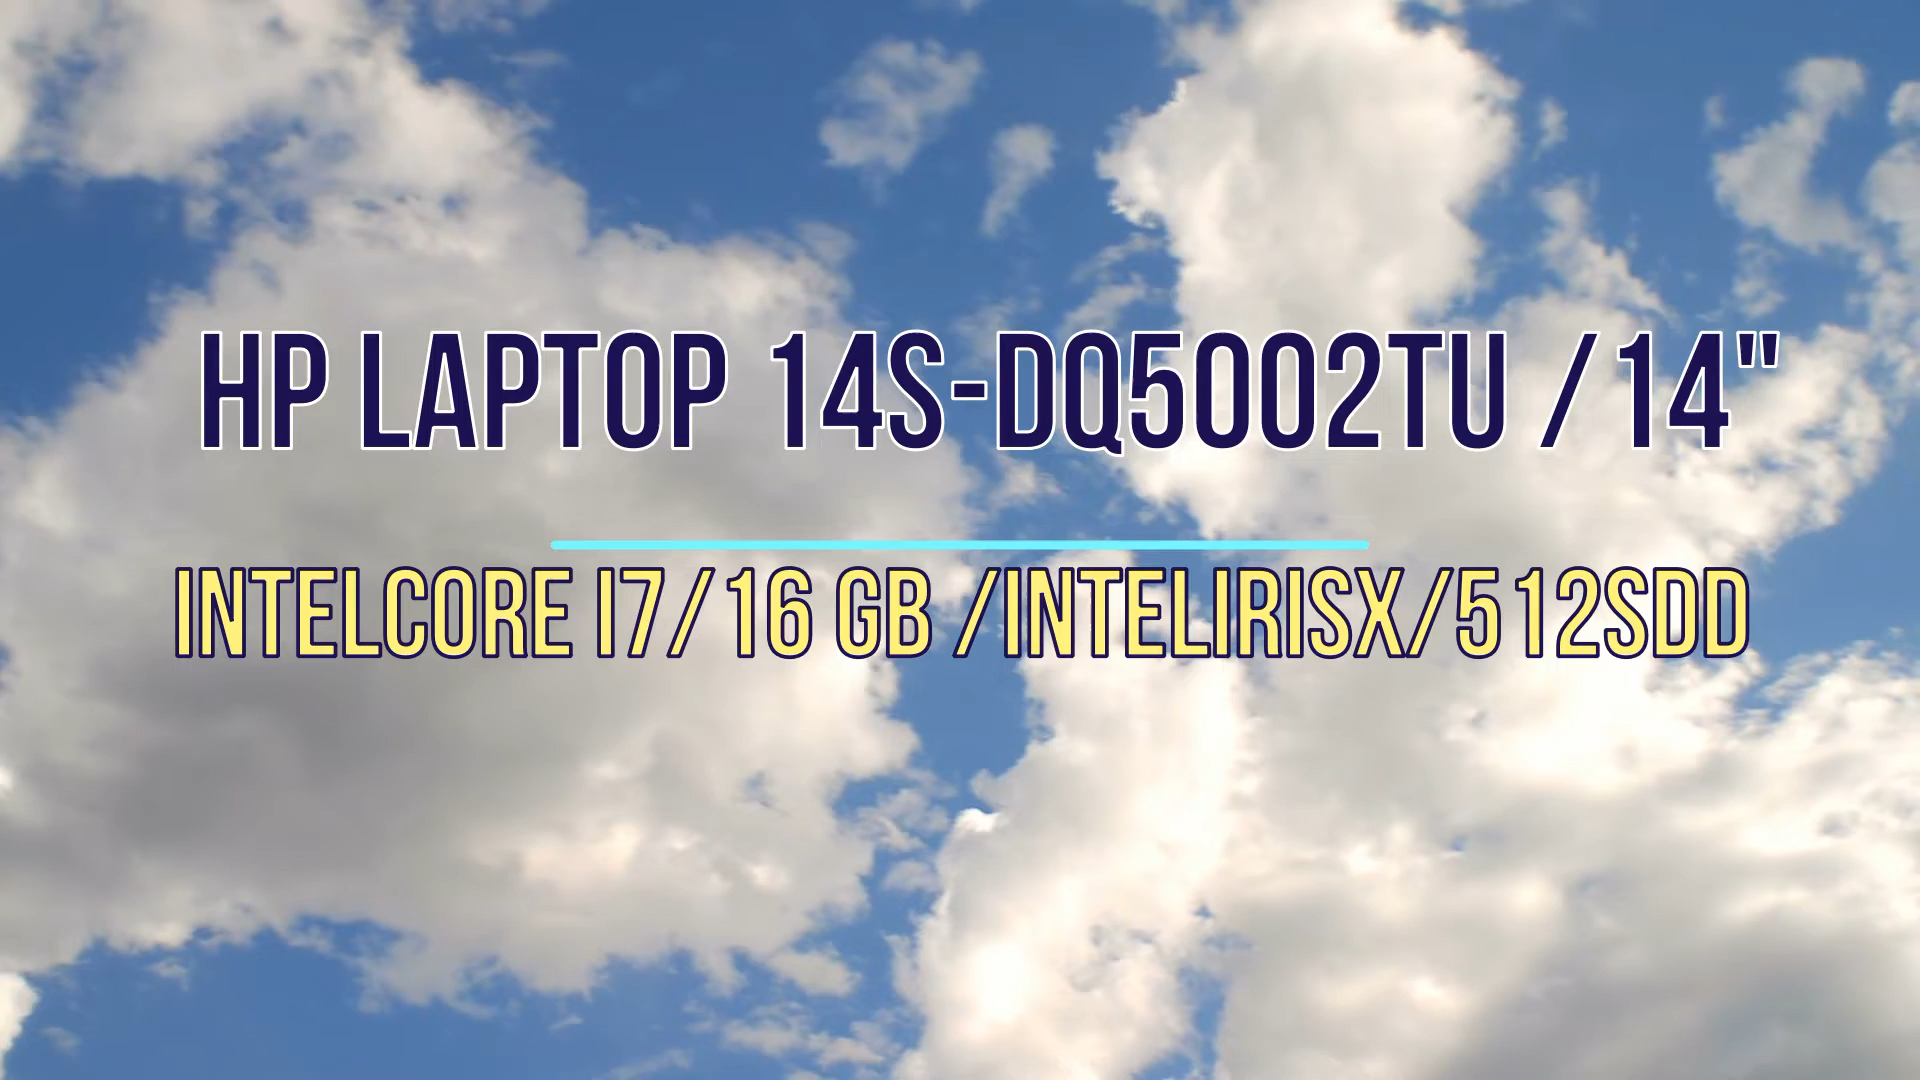 HP LAPTOP 14S-DQ5002TU /14"
INTELCORE I7/16 GB /INTELIRISX/512SDD